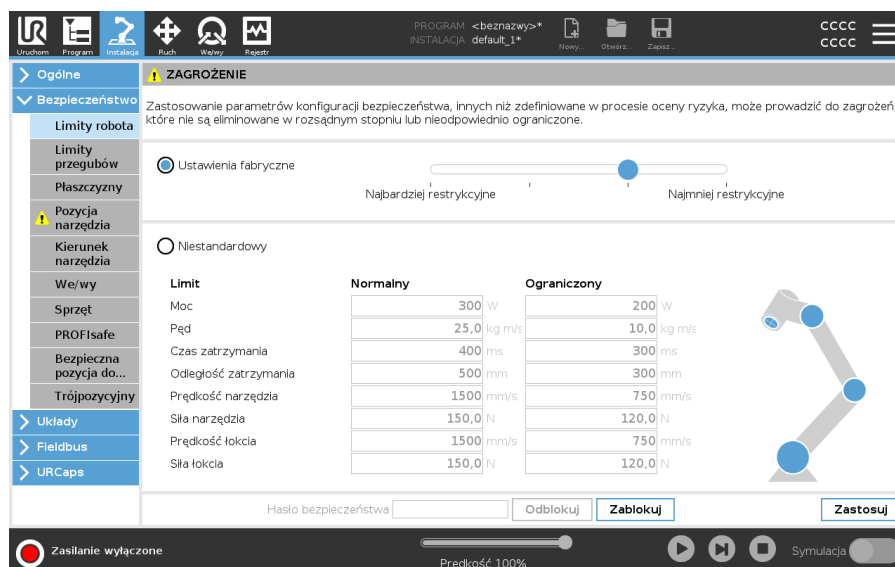 PROGRAM <beznazwy>*
INSTALACJA default_1*
CCCC
CCCC
Uruchom Program Instalacja Ruch We/wy Rejestr Nowy... Otwórz... Zapisz...
Ogólne
Bezpieczeństwo
Limity robota
Limity
przegubów
Płaszczyzny
Pozycja
narzędzia
Kierunek
narzędzia
We/wy
Sprzęt
PROFIsafe
Bezpieczna
pozycja do...
Trójpozycyjny
Układy
Fieldbus
URCaps
ZAGROŻENIE
Zastosowanie parametrów konfiguracji bezpieczeństwa, innych niż zdefiniowane w procesie oceny ryzyka, może prowadzić do zagrożeń,
które nie są eliminowane w rozsądnym stopniu lub nieodpowiednio ograniczone.
Ustawienia fabryczne
Najbardziej restrykcyjne Najmniej restrykcyjne
Niestandardowy
Limit Normalny Ograniczony
Moc 300 W 200 W
Pęd 25,0 kg m/s 10,0 kg m/s
Czas zatrzymania 400 ms 300 ms
Odległość zatrzymania 500 mm 300 mm
Prędkość narzędzia 1500 mm/s 750 mm/s
Siła narzędzia 150,0 N 120,0 N
Prędkość łokcia 1500 mm/s 750 mm/s
Siła łokcia 150,0 N 120,0 N
Hasło bezpieczeństwa Odblokuj Zablokuj Zastosuj
Zasilanie wyłączone Prędkość 100% Symulacja